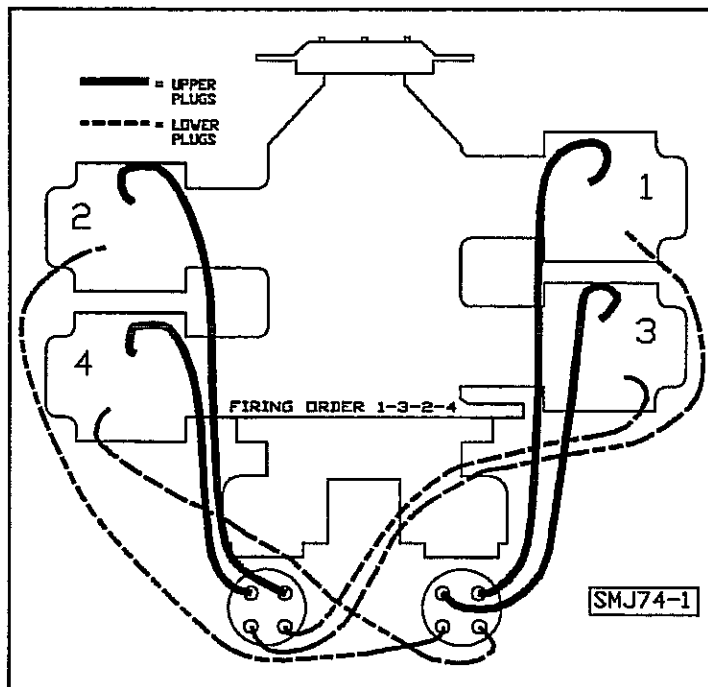 = UPPER
PLUGS
= LOWER
PLUGS
1
2
3
4
FIRING ORDER 1-3-2-4
SMJ74-1